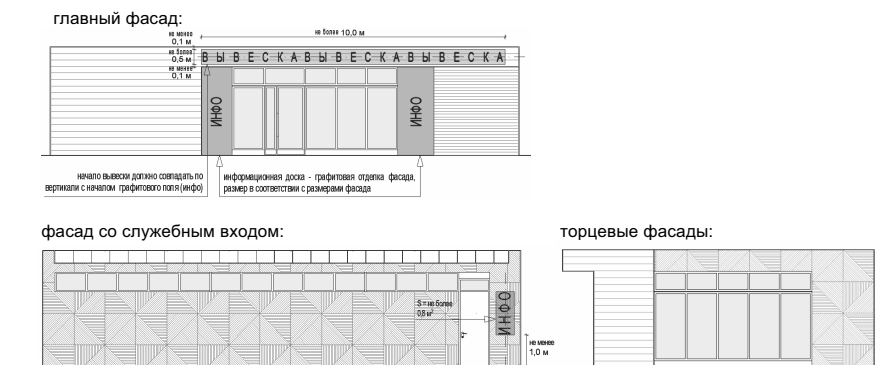 главный фасад:
не менее
0,1 м
не более 10,0 м
не более
0,5 м
ВЫВЕСКАВЫВЕСКАВЫВЕСКА
не менее
0,1 м
ИНФО
ИНФО
начало вывески должно совпадать по
вертикали с началом графитового поля (инфо)
информационная доска - графитовая отделка фасада,
размер в соответствии с размерами фасада
фасад со служебным входом:
торцевые фасады:
S = не более
0,5 м²
ИНФО
не менее
1,0 м